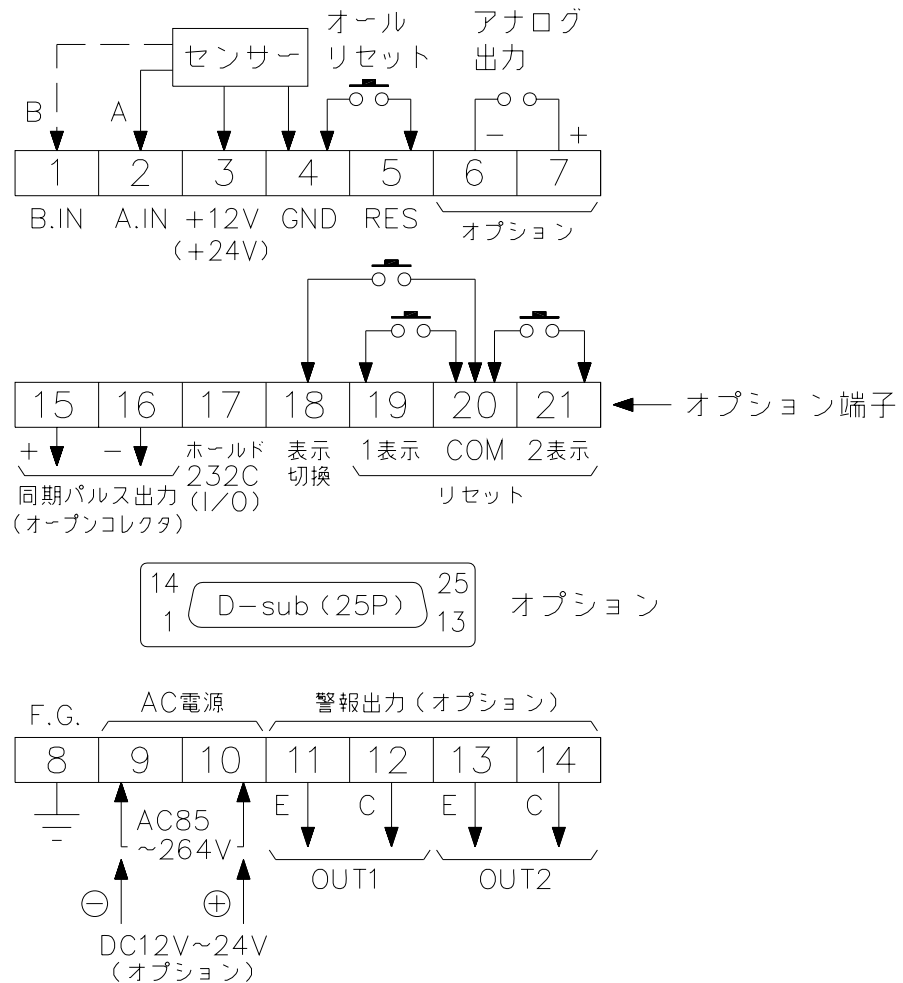 オール
リセット
アナログ
出力
センサー
B
A
− +
1 2 3 4 5 6 7
B.IN A.IN +12V GND RES
(+24V)
オプション
15 16 17 18 19 20 21
オプション端子
+ −
ホールド
232C
(I/O)
表示
切換
1表示 COM 2表示
リセット
同期パルス出力
(オープンコレクタ)
14 25
D−sub(25P)
1 13
オプション
F.G.
AC電源
警報出力(オプション)
8 9 10 11 12 13 14
E C E C
AC85
~264V
OUT1 OUT2
⊖ ⊕
DC12V~24V
(オプション)